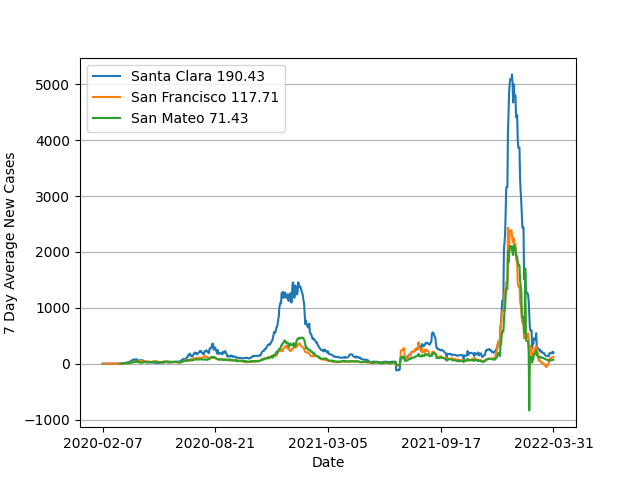 Santa Clara 190.43
San Francisco 117.71
San Mateo 71.43
7 Day Average New Cases
5000
4000
3000
2000
1000
0
−1000
2020-02-07 2020-08-21 2021-03-05 2021-09-17 2022-03-31
Date